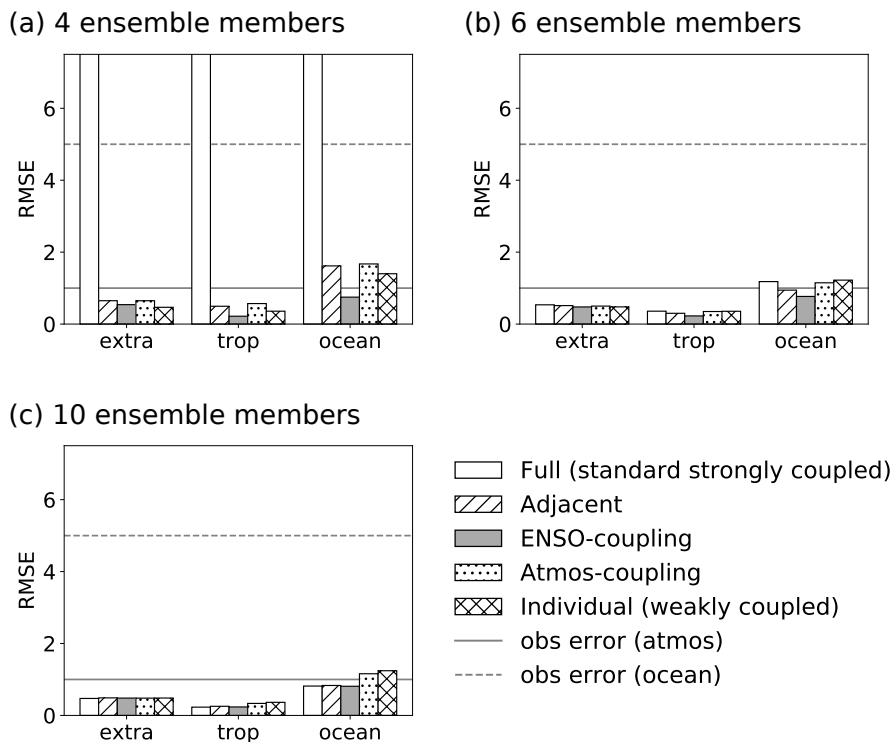 (a) 4 ensemble members
RMSE
6
4
2
0
extra trop ocean
(b) 6 ensemble members
RMSE
6
4
2
0
extra trop ocean
(c) 10 ensemble members
RMSE
6
4
2
0
extra trop ocean
Full (standard strongly coupled)
Adjacent
ENSO-coupling
Atmos-coupling
Individual (weakly coupled)
obs error (atmos)
obs error (ocean)